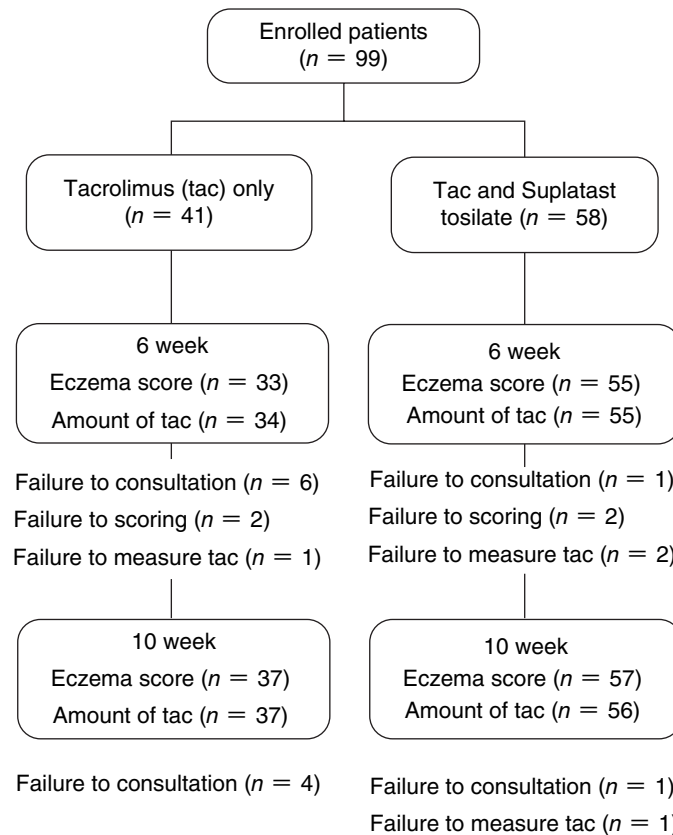 Enrolled patients
(n = 99)
Tacrolimus (tac) only
(n = 41)
Tac and Suplatast
tosilate (n = 58)
6 week
Eczema score (n = 33)
Amount of tac (n = 34)
6 week
Eczema score (n = 55)
Amount of tac (n = 55)
Failure to consultation (n = 6)
Failure to scoring (n = 2)
Failure to measure tac (n = 1)
Failure to consultation (n = 1)
Failure to scoring (n = 2)
Failure to measure tac (n = 2)
10 week
Eczema score (n = 37)
Amount of tac (n = 37)
10 week
Eczema score (n = 57)
Amount of tac (n = 56)
Failure to consultation (n = 4)
Failure to consultation (n = 1)
Failure to measure tac (n = 1)